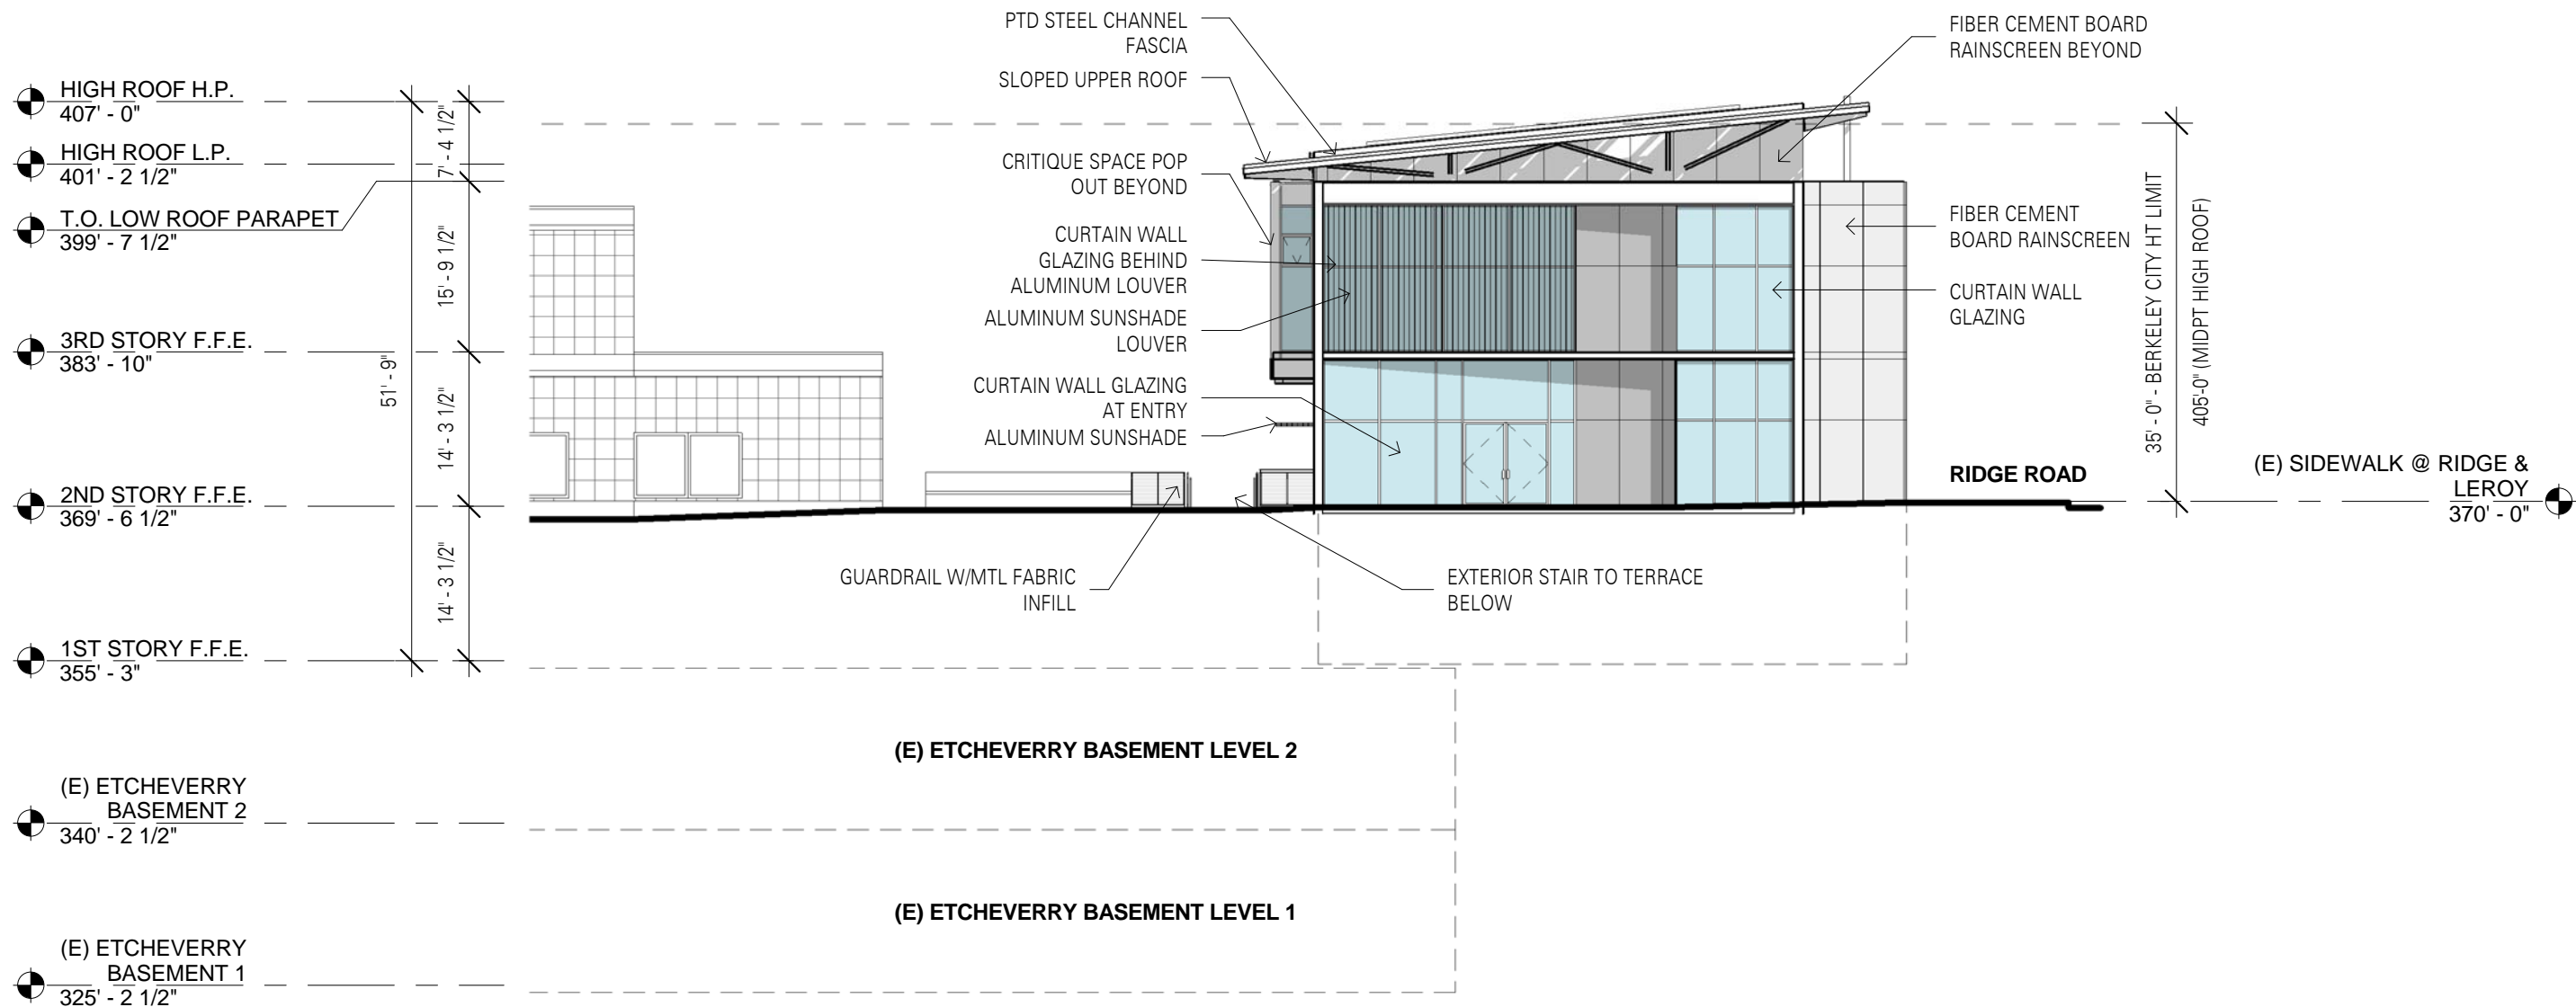 HIGH ROOF H.P.
407' - 0"
HIGH ROOF L.P.
401' - 2 1/2"
T.O. LOW ROOF PARAPET
399' - 7 1/2"
3RD STORY F.F.E.
383' - 10"
2ND STORY F.F.E.
369' - 6 1/2"
1ST STORY F.F.E.
355' - 3"
(E) ETCHEVERRY
BASEMENT 2
340' - 2 1/2"
(E) ETCHEVERRY
BASEMENT 1
325' - 2 1/2"
51' - 9"
7' - 4 1/2"
15' - 9 1/2"
14' - 3 1/2"
14' - 3 1/2"
PTD STEEL CHANNEL
FASCIA
SLOPED UPPER ROOF
CRITIQUE SPACE POP
OUT BEYOND
CURTAIN WALL
GLAZING BEHIND
ALUMINUM LOUVER
ALUMINUM SUNSHADE
LOUVER
CURTAIN WALL GLAZING
AT ENTRY
ALUMINUM SUNSHADE
GUARDRAIL W/MTL FABRIC
INFILL
EXTERIOR STAIR TO TERRACE
BELOW
(E) ETCHEVERRY BASEMENT LEVEL 2
(E) ETCHEVERRY BASEMENT LEVEL 1
FIBER CEMENT BOARD
RAINSCREEN BEYOND
FIBER CEMENT
BOARD RAINSCREEN
CURTAIN WALL
GLAZING
RIDGE ROAD
35' - 0" - BERKELEY CITY HT LIMIT
405'-0" (MIDPT HIGH ROOF)
(E) SIDEWALK @ RIDGE &
LEROY
370' - 0"